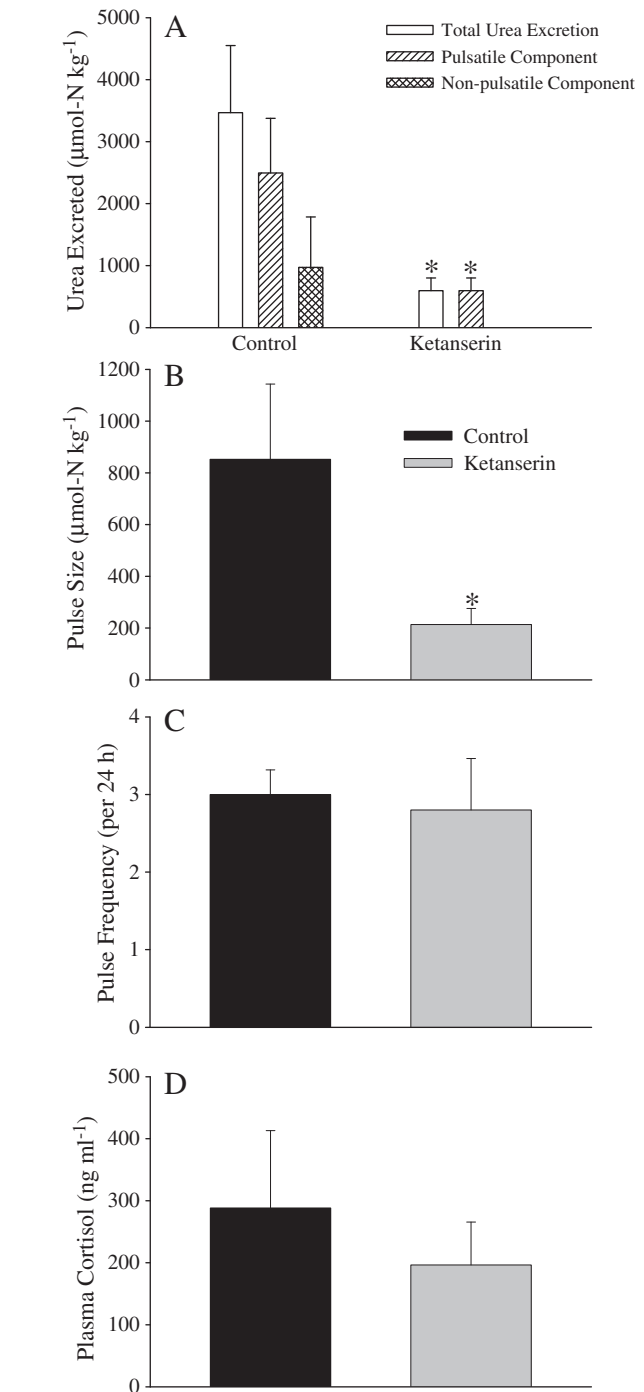 A
Total Urea Excretion
Pulsatile Component
Non-pulsatile Component
Urea Excreted (μmol-N kg-1)
5000
4000
3000
2000
1000
0
* *
Control Ketanserin
B
Control
Ketanserin
Pulse Size (μmol-N kg-1)
1200
1000
800
600
400
200
0
*
C
Pulse Frequency (per 24 h)
4
3
2
1
0
D
Plasma Cortisol (ng ml-1)
500
400
300
200
100
0